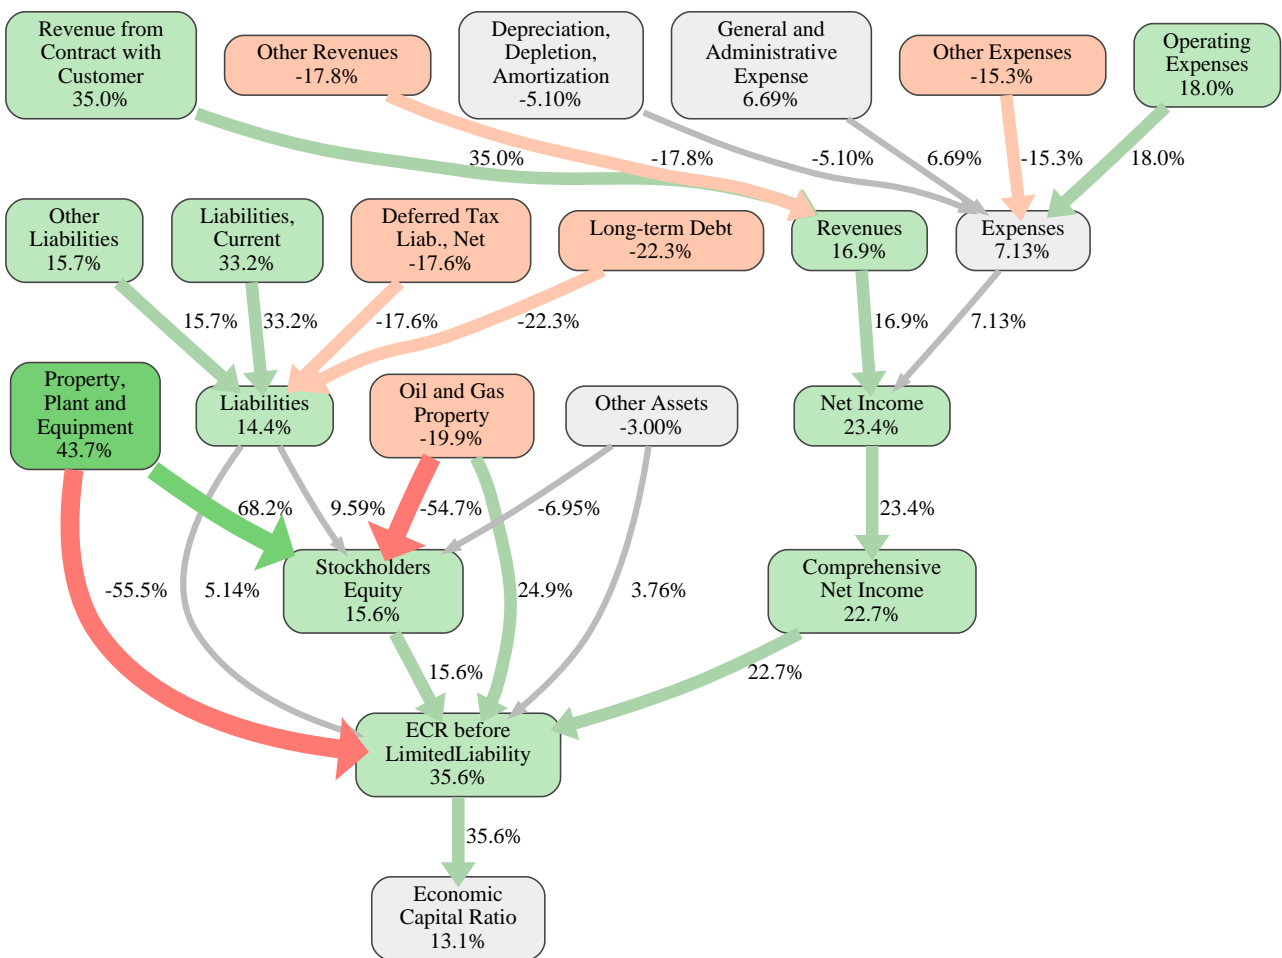 Revenue from
Contract with
Customer
35.0%
Other Revenues
-17.8%
Depreciation,
Depletion,
Amortization
-5.10%
General and
Administrative
Expense
6.69%
Other Expenses
-15.3%
Operating
Expenses
18.0%
35.0%
-17.8%
-5.10%
6.69%
-15.3%
18.0%
Other
Liabilities
15.7%
Liabilities,
Current
33.2%
Deferred Tax
Liab., Net
-17.6%
Long-term Debt
-22.3%
Revenues
16.9%
Expenses
7.13%
15.7%
33.2%
-17.6%
-22.3%
16.9%
7.13%
Property,
Plant and
Equipment
43.7%
Liabilities
14.4%
Oil and Gas
Property
-19.9%
Other Assets
-3.00%
Net Income
23.4%
68.2%
9.59%
-54.7%
-6.95%
23.4%
Stockholders
Equity
15.6%
Comprehensive
Net Income
22.7%
-55.5%
5.14%
24.9%
3.76%
15.6%
22.7%
ECR before
LimitedLiability
35.6%
35.6%
Economic
Capital Ratio
13.1%